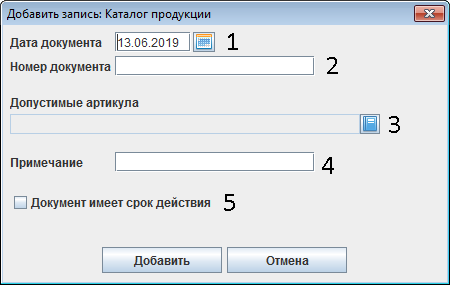 Добавить запись: Каталог продукции
Дата документа 13.06.2019 1
Номер документа 2
Допустимые артикула
3
Примечание 4
Документ имеет срок действия 5
Добавить Отмена